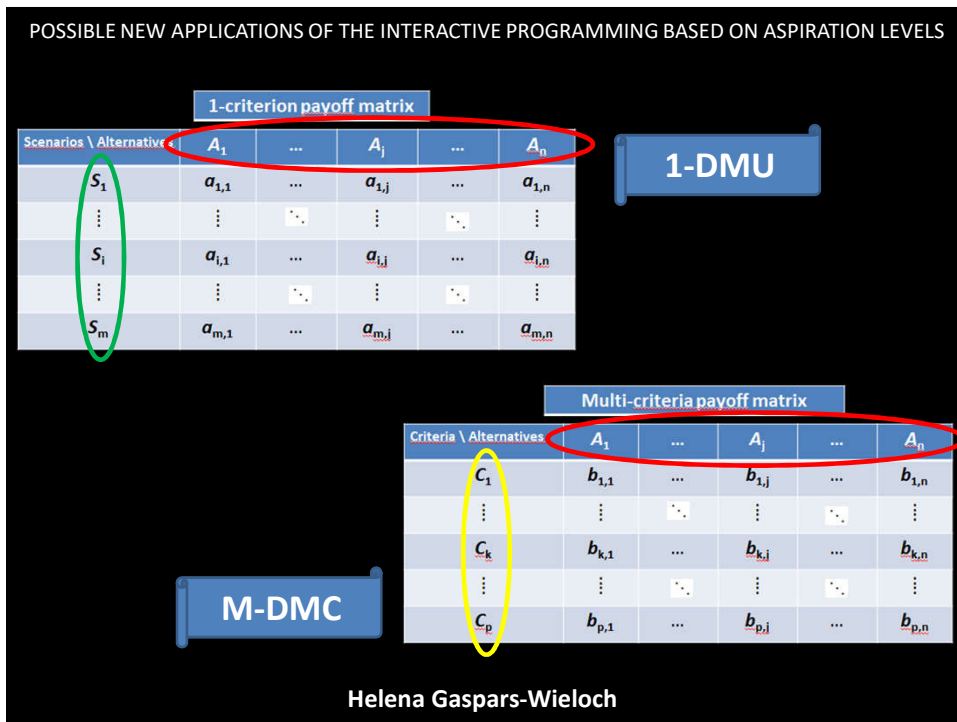 POSSIBLE NEW APPLICATIONS OF THE INTERACTIVE PROGRAMMING BASED ON ASPIRATION LEVELS
1-criterion payoff matrix
Scenarios \ Alternatives A1 ... Aj ... An
S1 a1,1 ... a1,j ... a1,n
⋮ ⋮ ⋱ ⋮ ⋱ ⋮
Si ai,1 ... ai,j ... ai,n
⋮ ⋮ ⋱ ⋮ ⋱ ⋮
Sm am,1 ... am,j ... am,n
1-DMU
Multi-criteria payoff matrix
Criteria \ Alternatives A1 ... Aj ... An
C1 b1,1 ... b1,j ... b1,n
⋮ ⋮ ⋱ ⋮ ⋱ ⋮
Ck bk,1 ... bk,j ... bk,n
⋮ ⋮ ⋱ ⋮ ⋱ ⋮
Cp bp,1 ... bp,j ... bp,n
M-DMC
Helena Gaspars-Wieloch